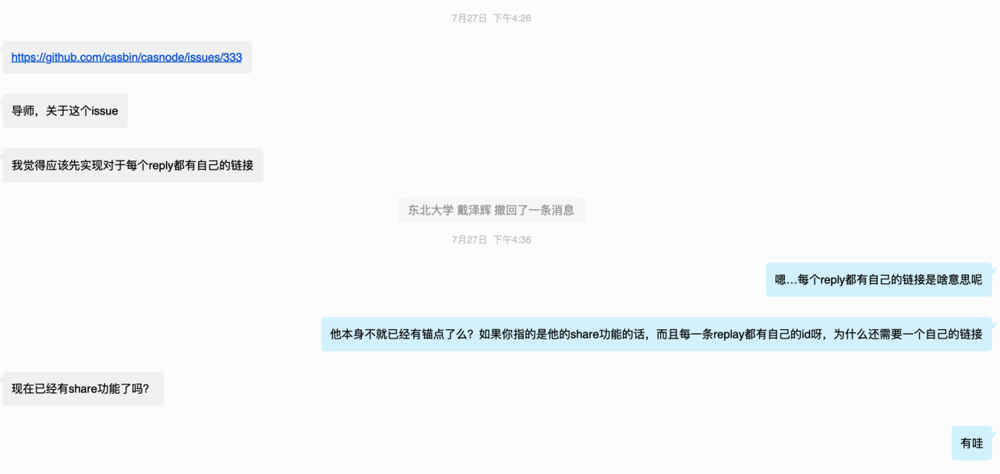 7月27日 下午4:26
https://github.com/casbin/casnode/issues/333
导师，关于这个issue
我觉得应该先实现对于每个reply都有自己的链接
东北大学 戴泽辉 撤回了一条消息
7月27日 下午4:36
嗯...每个reply都有自己的链接是啥意思呢
他本身不就已经有锚点了么？如果你指的是他的share功能的话，而且每一条replay都有自己的id呀，为什么还需要一个自己的链接
现在已经有share功能了吗？
有哇